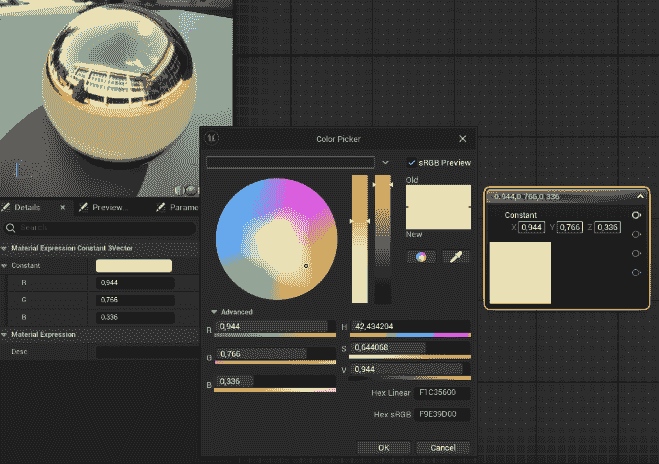 Color Picker
sRGB Preview
Old
New
Details
Preview...
Parame
Search
Material Expression Constant 3Vector
Constant
R 0,944
G 0,766
B 0,336
Material Expression
Desc
Advanced
R 0,944
G 0,766
B 0,336
H 42,434204
S 0,644068
V 0,944
Hex Linear F1C35600
Hex sRGB F9E39D00
OK
Cancel
0,944,0,766,0,336
Constant
X 0,944 Y 0,766 Z 0,336